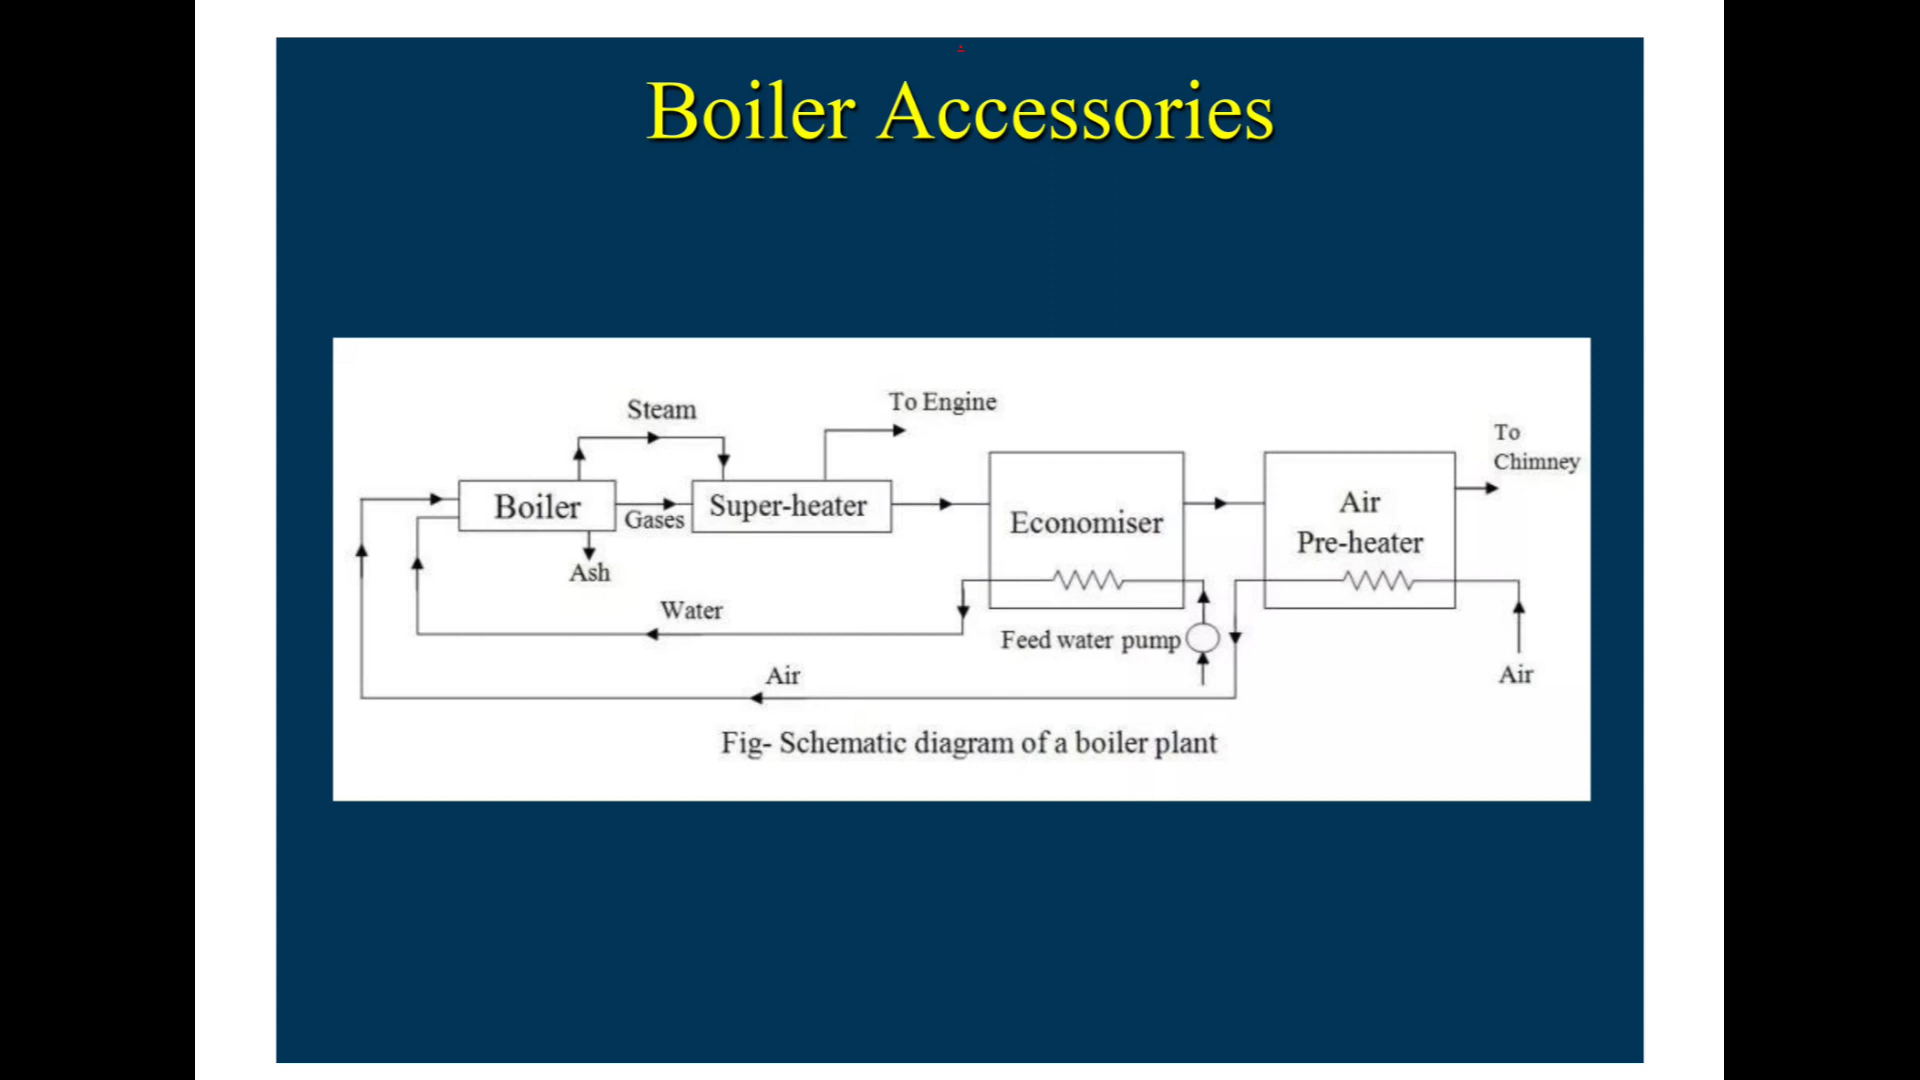 Boiler Accessories
Steam
To Engine
To
Chimney
Boiler
Gases
Super-heater
Economiser
Air
Pre-heater
Ash
Water
Feed water pump
Air
Air
Fig- Schematic diagram of a boiler plant